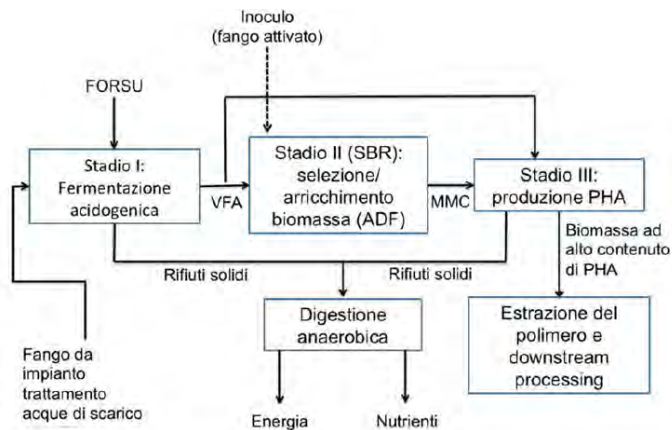 Inoculo
(fango attivato)
FORSU
Stadio I:
Fermentazione
acidogenica
VFA
Stadio II (SBR):
selezione/
arricchimento
biomassa (ADF)
MMC
Stadio III:
produzione PHA
Biomassa ad
alto contenuto
di PHA
Rifiuti solidi
Rifiuti solidi
Digestione
anaerobica
Estrazione del
polimero e
downstream
processing
Fango da
impianto
trattamento
acque di scarico
Energia
Nutrienti